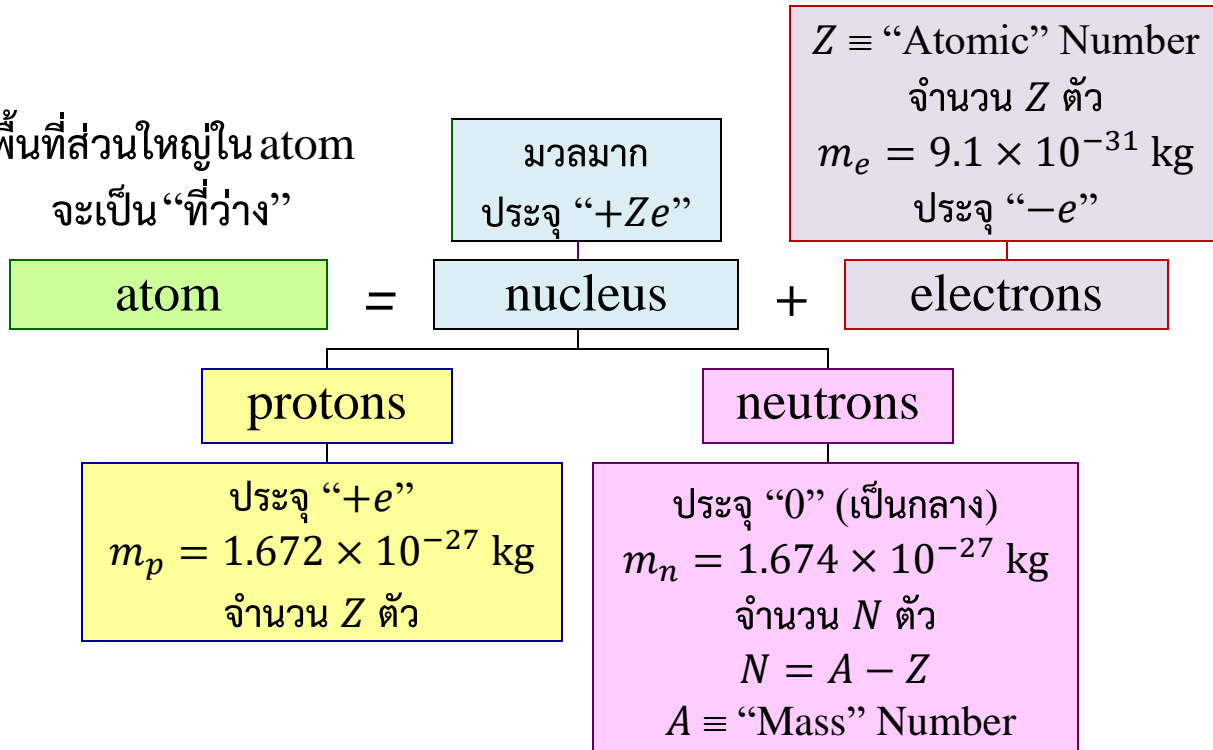 พื้นที่ส่วนใหญ่ใน atom
จะเป็น “ที่ว่าง”
มวลมาก
ประจุ “+Ze”
Z ≡ “Atomic” Number
จำนวน Z ตัว
mₑ = 9.1 × 10⁻³¹ kg
ประจุ “−e”
atom = nucleus + electrons
protons
neutrons
ประจุ “+e”
mₚ = 1.672 × 10⁻²⁷ kg
จำนวน Z ตัว
ประจุ “0” (เป็นกลาง)
mₙ = 1.674 × 10⁻²⁷ kg
จำนวน N ตัว
N = A − Z
A ≡ “Mass” Number